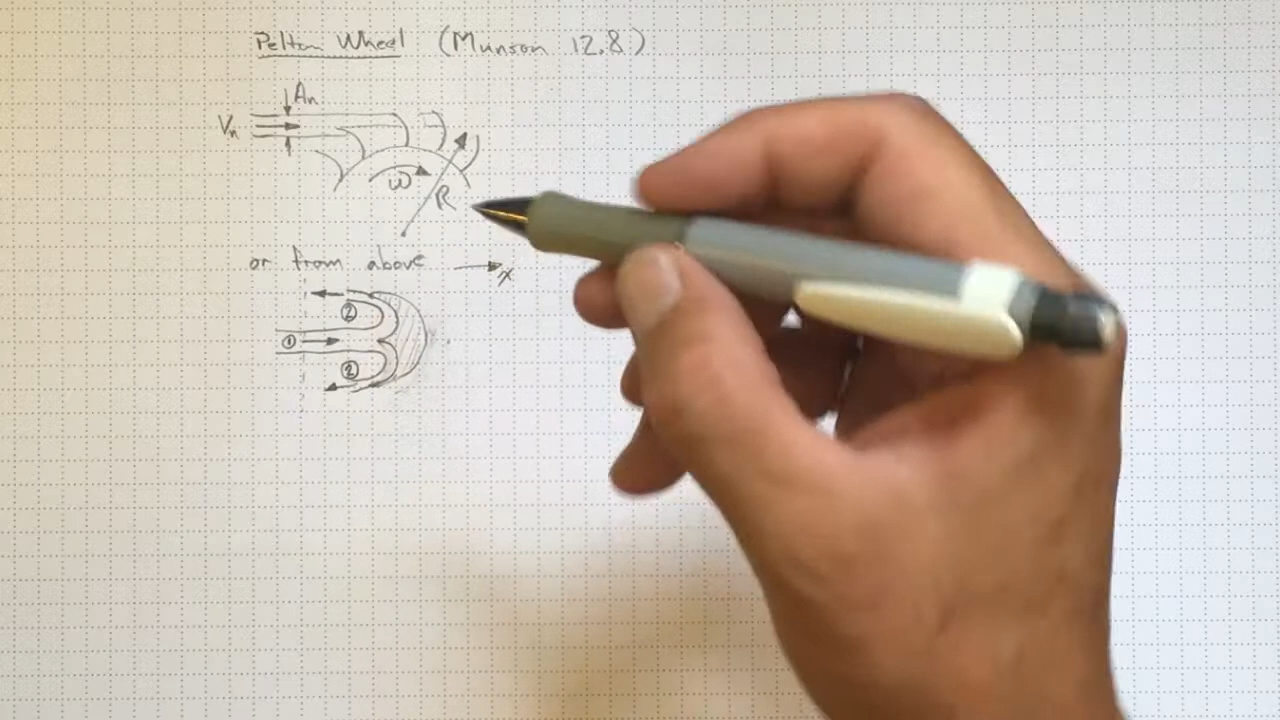 Pelton Wheel (Munson 12.8)
An
Vn
ω
R
or from above
x
2
1
2